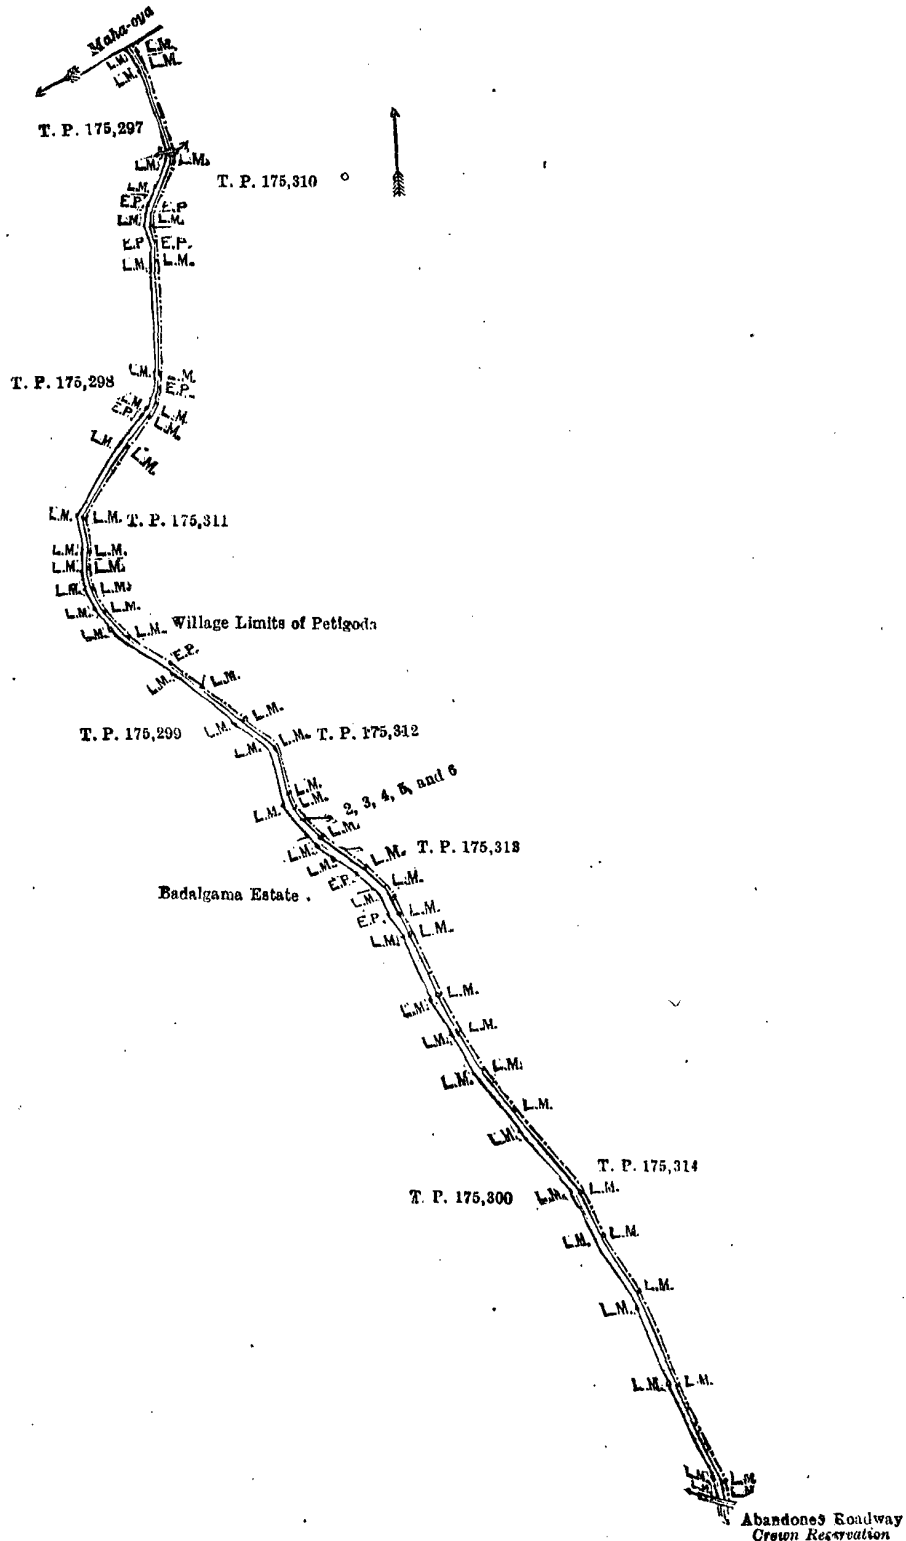 Maha-oya
L.M. L.M.
L.M. L.M.
T. P. 175,297
L.M. L.M.
T. P. 175,310
L.M.
E.P. E.P
L.M. L.M.
E.P E.P.
L.M. L.M.
L.M. L.M.
T. P. 175,298 E.P.
L.M. L.M.
E.P. L.M.
L.M. L.M.
L.M. L.M. T. P. 175,311
L.M. L.M.
L.M. L.M.
L.M. L.M.
L.M. L.M.
L.M. L.M. Village Limits of Petigoda
E.P.
L.M. L.M.
L.M. L.M.
T. P. 175,299 L.M. L.M. T. P. 175,312
L.M.
L.M. L.M. 2, 3, 4, 5, and 6
L.M.
L.M. L.M. T. P. 175,313
L.M.
E.P. L.M.
Badalgama Estate L.M.
E.P. L.M.
L.M. L.M.
L.M. L.M.
L.M. L.M.
L.M. L.M.
L.M. L.M.
T. P. 175,314
T. P. 175,300 L.M. L.M.
L.M. L.M.
L.M. L.M.
L.M. L.M.
L.M. L.M.
L.M. L.M
Abandoned Roadway
Crown Reservation